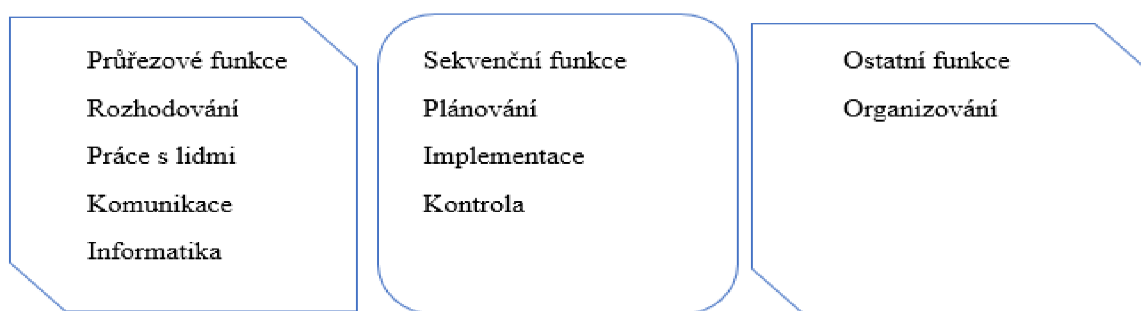 Průřezové funkce
Rozhodování
Práce s lidmi
Komunikace
Informatika
Sekvenční funkce
Plánování
Implementace
Kontrola
Ostatní funkce
Organizování